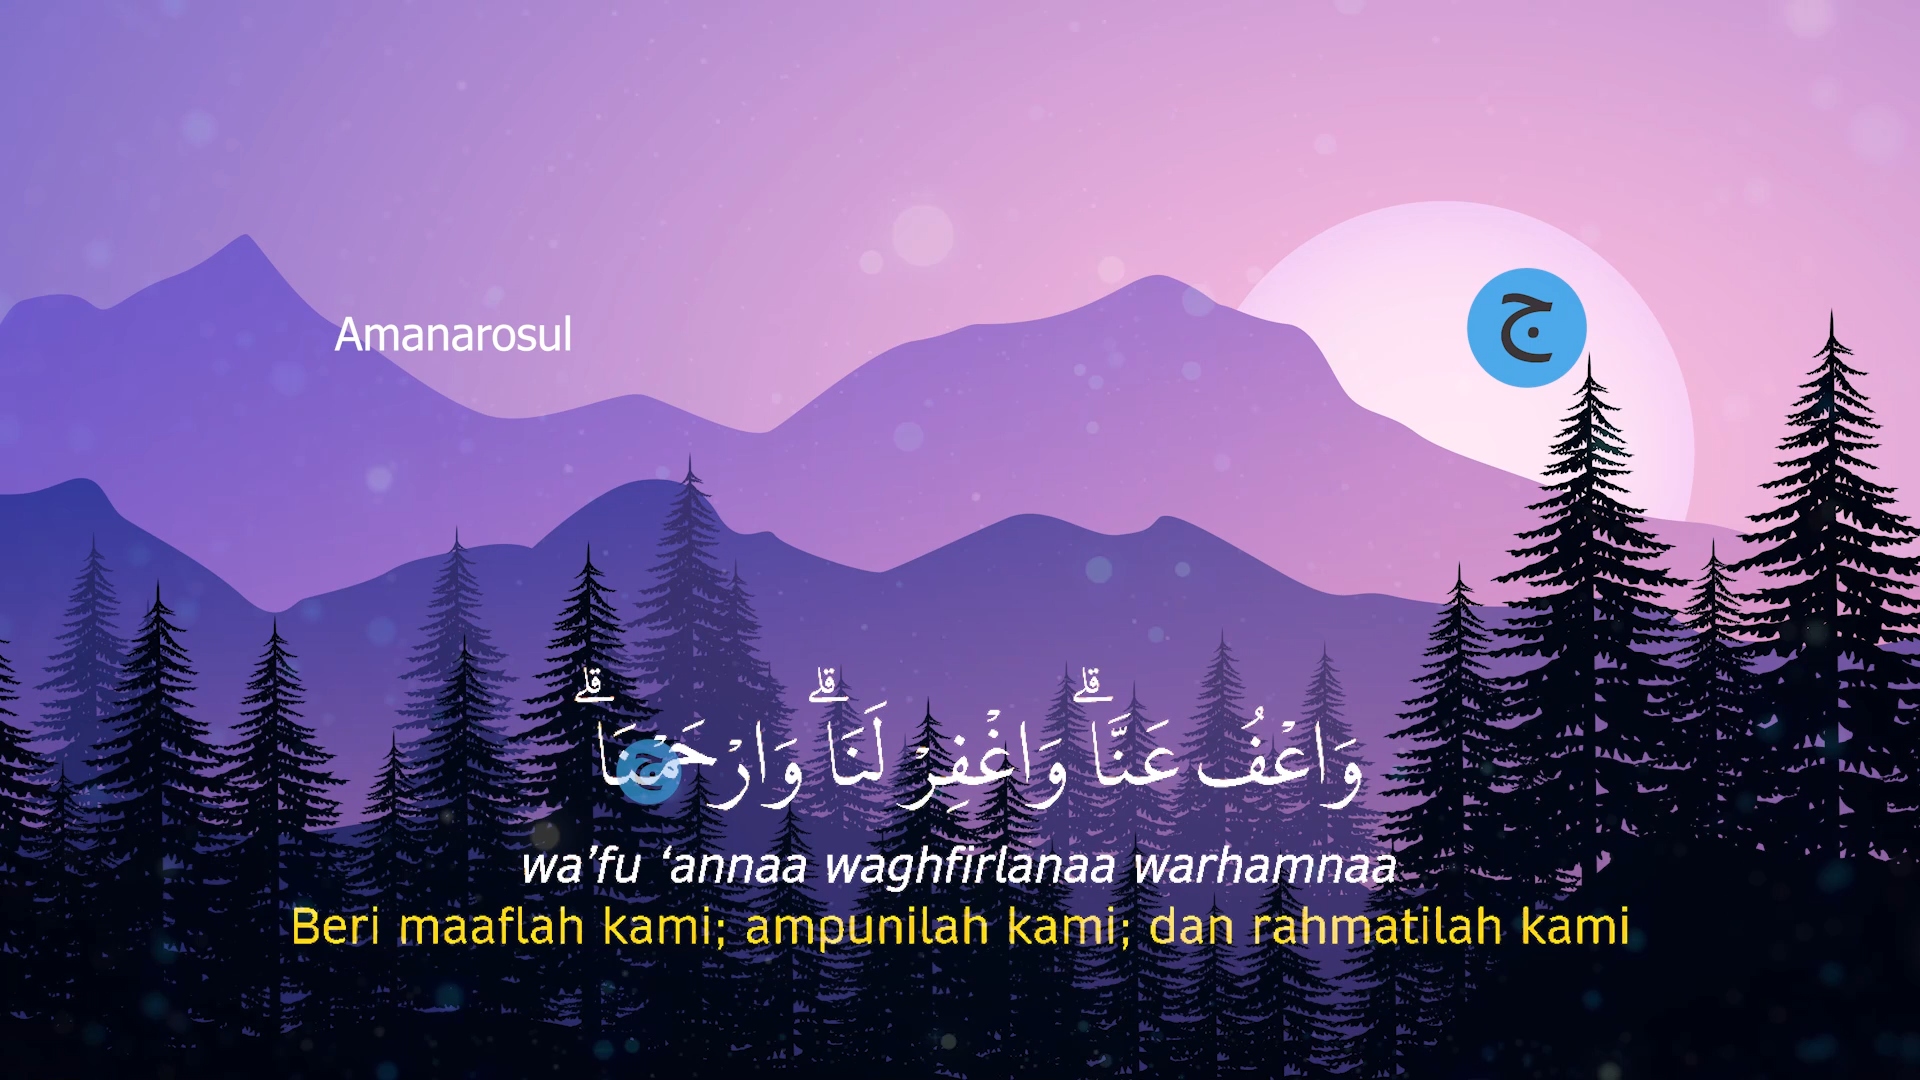 Amanarosul
ج
وَاعْفُ عَنَّاۗ وَاغْفِرْ لَنَاۗ وَارْحَمْنَاۗ
ج
wa’fu ‘annaa waghfirlanaa warhamnaa
Beri maaflah kami; ampunilah kami; dan rahmatilah kami